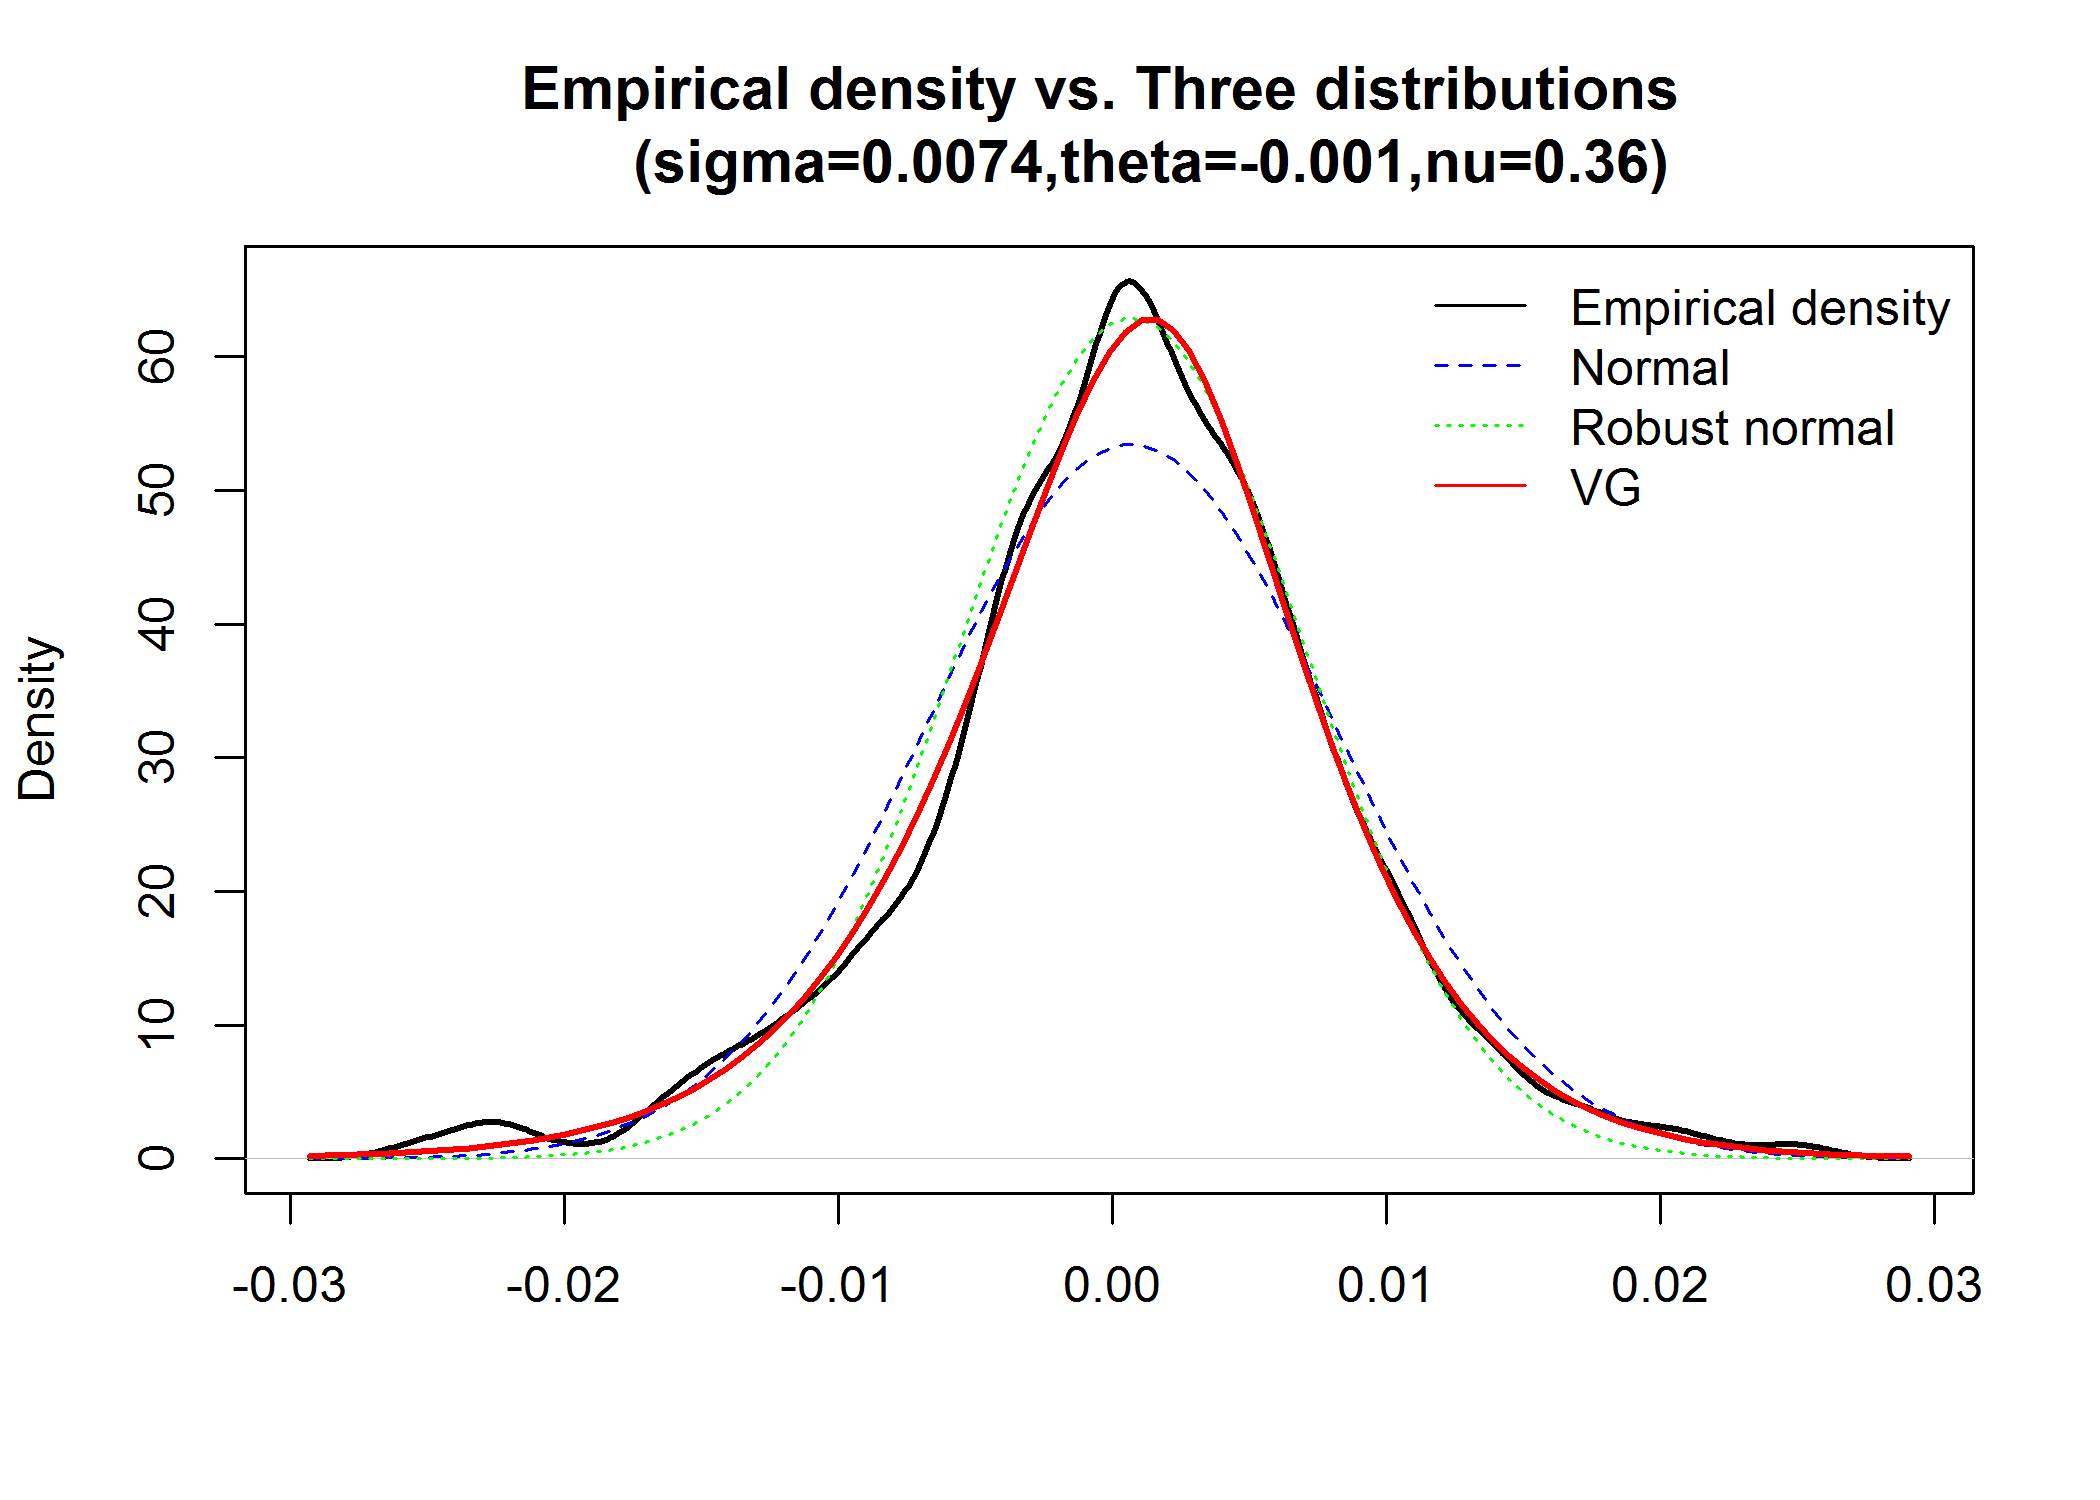 Empirical density vs. Three distributions
(sigma=0.0074,theta=-0.001,nu=0.36)
Empirical density
Normal
Robust normal
VG
Density
60
50
40
30
20
10
0
-0.03 -0.02 -0.01 0.00 0.01 0.02 0.03